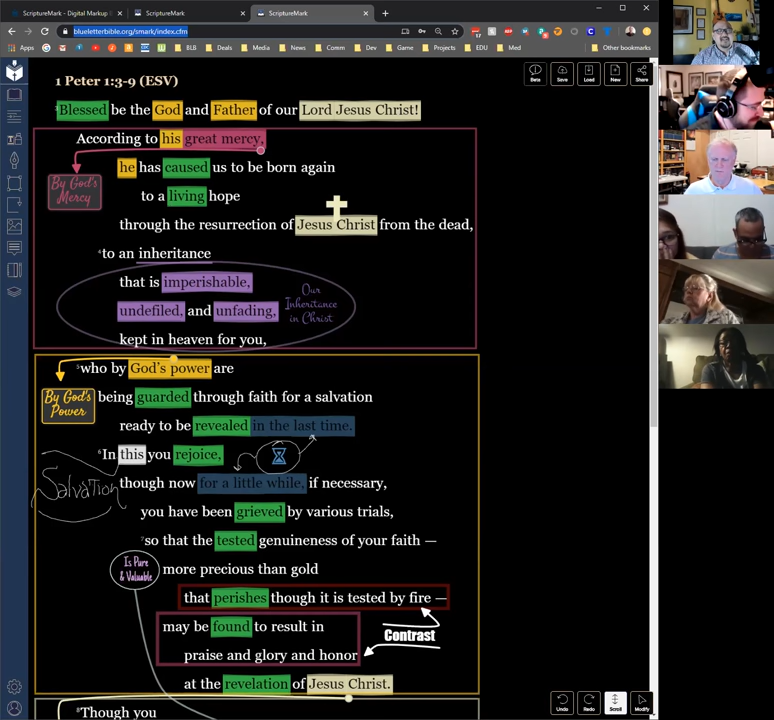 ScriptureMark - Digital Markup B
ScriptureMark
ScriptureMark
blueletterbible.org/smark/index.cfm
Apps
BLB
Deals
Media
News
Comm
Dev
Game
Projects
EDU
Med
Other bookmarks
1 Peter 1:3-9 (ESV)
Beta
Save
Load
New
Share
3Blessed be the God and Father of our Lord Jesus Christ!
According to his great mercy,
By God's
Mercy
he has caused us to be born again
to a living hope
through the resurrection of Jesus Christ from the dead,
4to an inheritance
that is imperishable,
undefiled, and unfading,
Our
Inheritance
in Christ
kept in heaven for you,
5who by God's power are
By God's
Power
being guarded through faith for a salvation
ready to be revealed in the last time.
6In this you rejoice,
Salvation
though now for a little while, if necessary,
you have been grieved by various trials,
7so that the tested genuineness of your faith —
Is Pure
& Valuable
more precious than gold
that perishes though it is tested by fire —
may be found to result in
Contrast
praise and glory and honor
at the revelation of Jesus Christ.
8Though you
Undo
Redo
Scroll
Modify